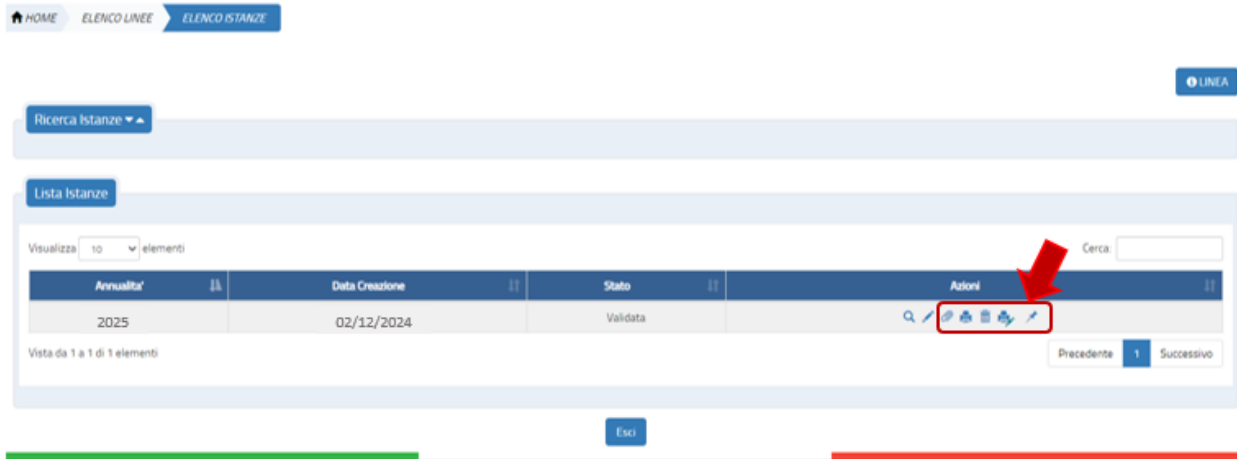 HOME ELENCO LINEE ELENCO ISTANZE
LINEA
Ricerca Istanze
Lista Istanze
Visualizza 10 elementi
Cerca:
Annualita' Data Creazione Stato Azioni
2025 02/12/2024 Validata
Vista da 1 a 1 di 1 elementi
Precedente 1 Successivo
Esci